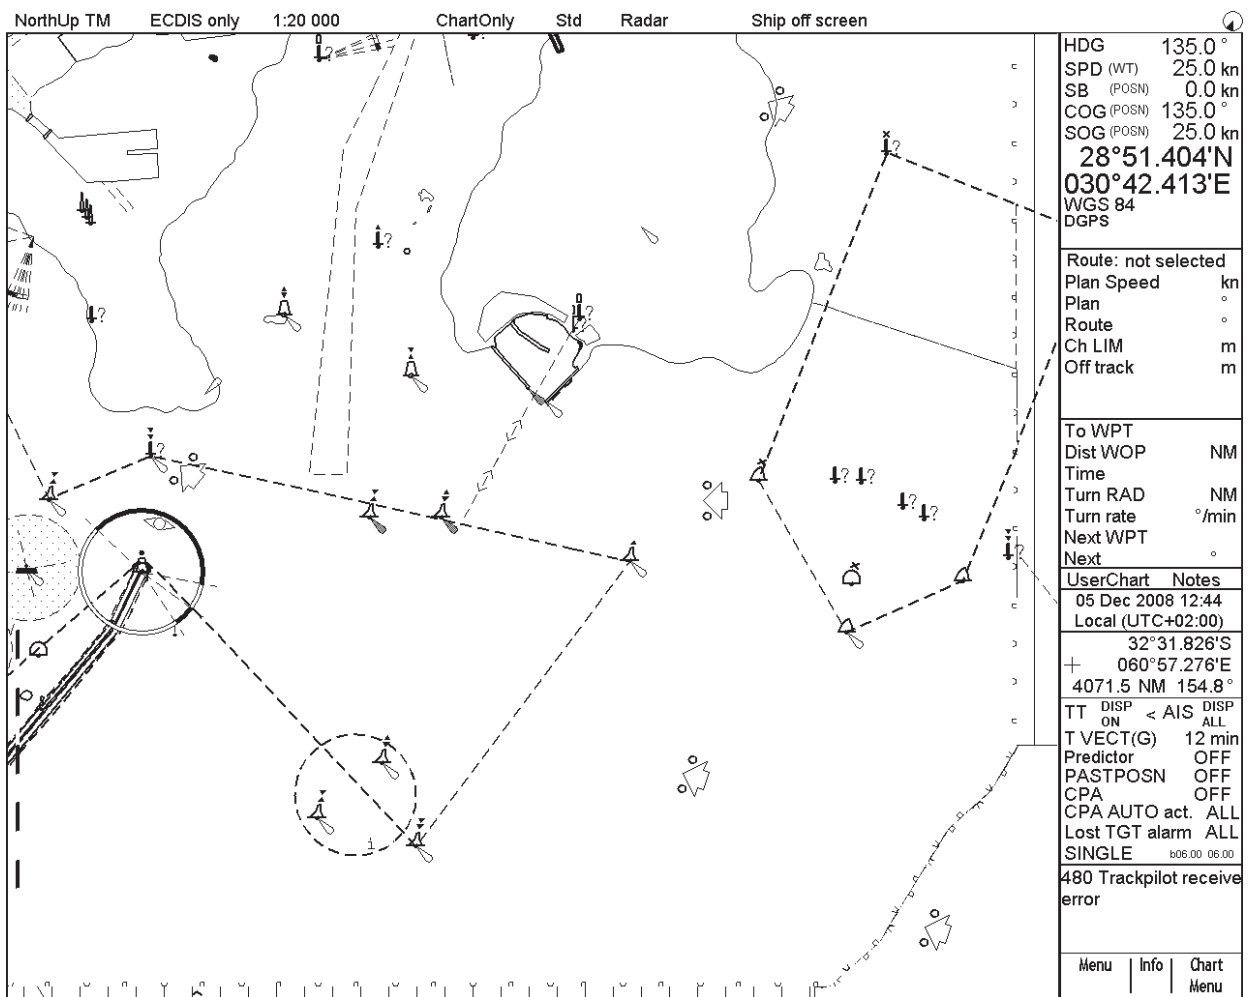 NorthUp TM ECDIS only 1:20 000 ChartOnly Std Radar Ship off screen
HDG 135.0 °
SPD (WT) 25.0 kn
SB (POSN) 0.0 kn
COG (POSN) 135.0 °
SOG (POSN) 25.0 kn
28°51.404'N
030°42.413'E
WGS 84
DGPS
Route: not selected
Plan Speed kn
Plan °
Route °
Ch LIM m
Off track m
To WPT
Dist WOP NM
Time
Turn RAD NM
Turn rate °/min
Next WPT
Next °
UserChart Notes
05 Dec 2008 12:44
Local (UTC+02:00)
32°31.826'S
+ 060°57.276'E
4071.5 NM 154.8°
TT DISP ON < AIS DISP ALL
T VECT(G) 12 min
Predictor OFF
PASTPOSN OFF
CPA OFF
CPA AUTO act. ALL
Lost TGT alarm ALL
SINGLE b06.00 06.00
480 Trackpilot receive
error
Menu Info Chart
Menu